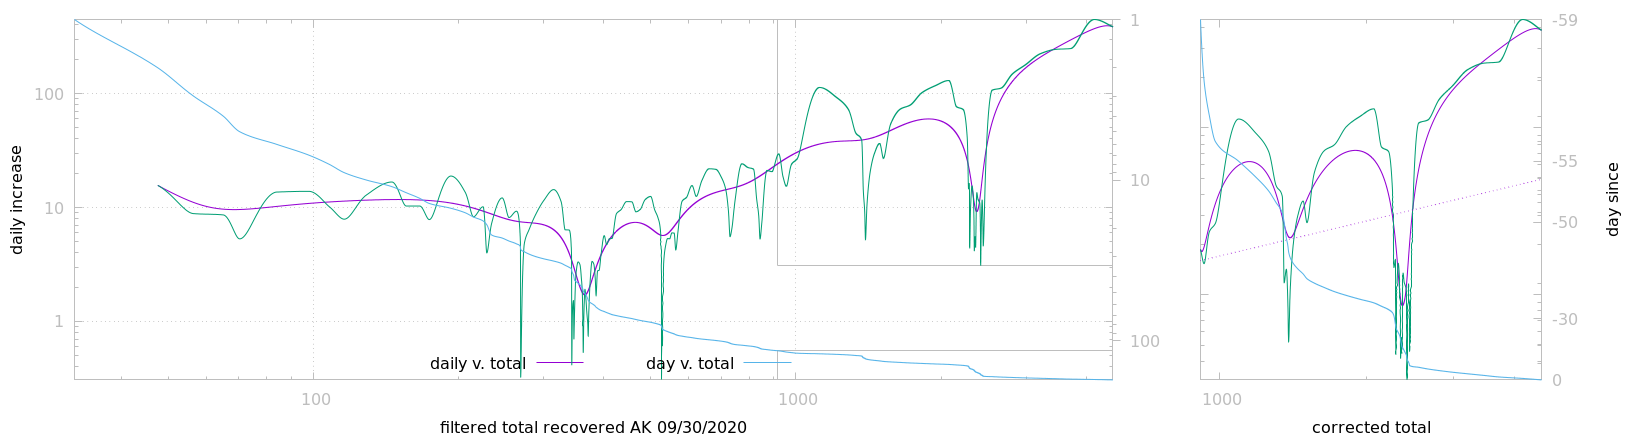 1
-59
100
daily increase
10
-55
10
-50
day since
1
100
-30
daily v. total
day v. total
0
100
1000
1000
filtered total recovered AK 09/30/2020
corrected total